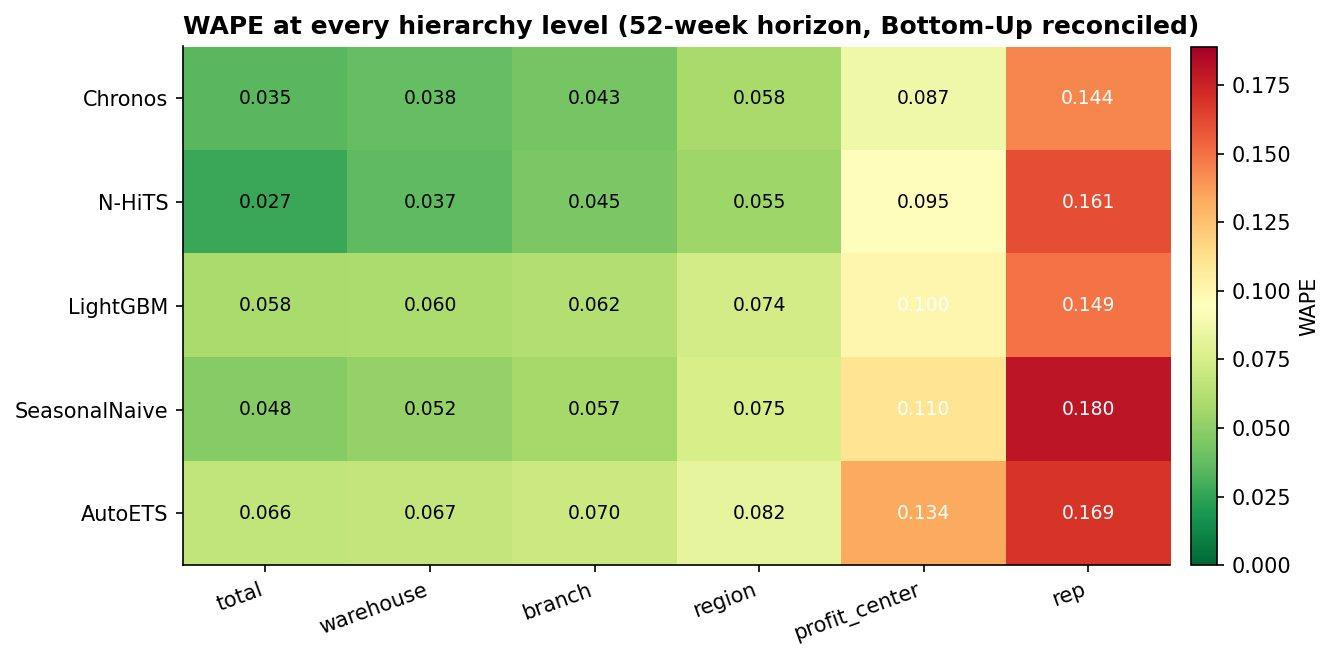 WAPE at every hierarchy level (52-week horizon, Bottom-Up reconciled)
Chronos 0.035 0.038 0.043 0.058 0.087 0.144
N-HiTS 0.027 0.037 0.045 0.055 0.095 0.161
LightGBM 0.058 0.060 0.062 0.074 0.100 0.149
SeasonalNaive 0.048 0.052 0.057 0.075 0.110 0.180
AutoETS 0.066 0.067 0.070 0.082 0.134 0.169
total warehouse branch region profit_center rep
0.175
0.150
0.125
0.100
0.075
0.050
0.025
0.000
WAPE